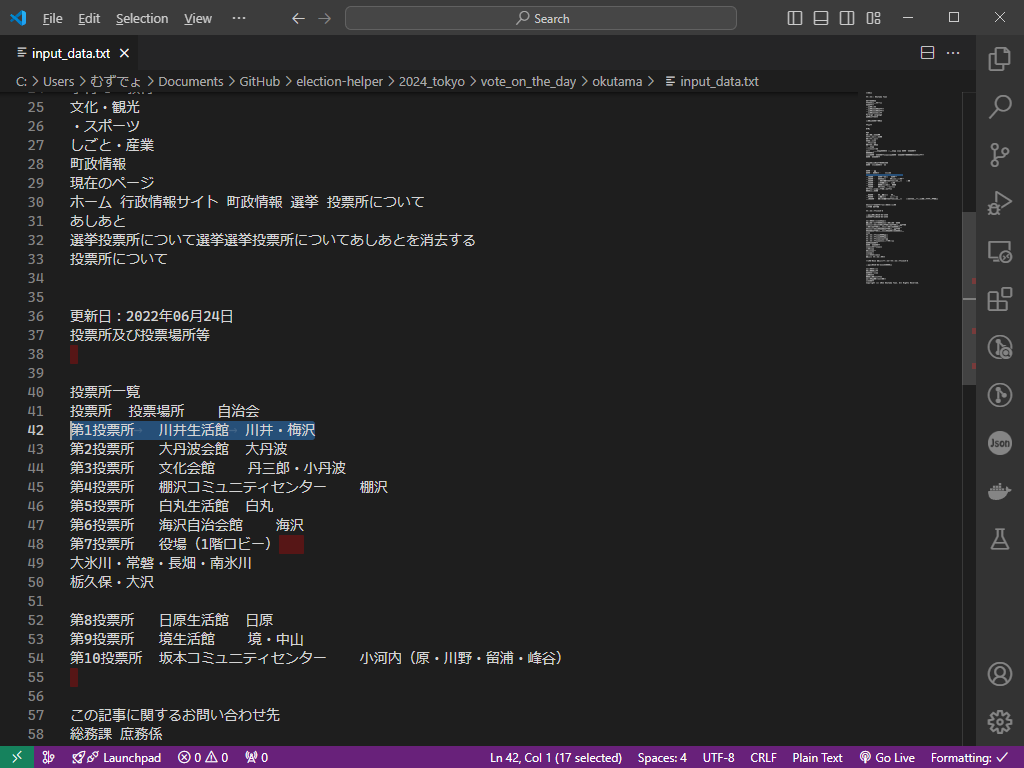 File Edit Selection View ··· Search
input_data.txt
C: > Users > むずでょ > Documents > GitHub > election-helper > 2024_tokyo > vote_on_the_day > okutama > input_data.txt
25 文化・観光
26 ・スポーツ
27 しごと・産業
28 町政情報
29 現在のページ
30 ホーム 行政情報サイト 町政情報 選挙 投票所について
31 あしあと
32 選挙投票所について選挙選挙投票所についてあしあとを消去する
33 投票所について
34
35
36 更新日：2022年06月24日
37 投票所及び投票場所等
38
39
40 投票所一覧
41 投票所 投票場所 自治会
42 第1投票所 川井生活館 川井・梅沢
43 第2投票所 大丹波会館 大丹波
44 第3投票所 文化会館 丹三郎・小丹波
45 第4投票所 棚沢コミュニティセンター 棚沢
46 第5投票所 白丸生活館 白丸
47 第6投票所 海沢自治会館 海沢
48 第7投票所 役場（1階ロビー）
49 大氷川・常磐・長畑・南氷川
50 栃久保・大沢
51
52 第8投票所 日原生活館 日原
53 第9投票所 境生活館 境・中山
54 第10投票所 坂本コミュニティセンター 小河内（原・川野・留浦・峰谷）
55
56
57 この記事に関するお問い合わせ先
58 総務課 庶務係
Json
Launchpad 0 0 0 Ln 42, Col 1 (17 selected) Spaces: 4 UTF-8 CRLF Plain Text Go Live Formatting: ✓